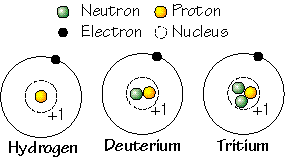 Neutron Proton
Electron Nucleus
+1 +1 +1
Hydrogen Deuterium Tritium